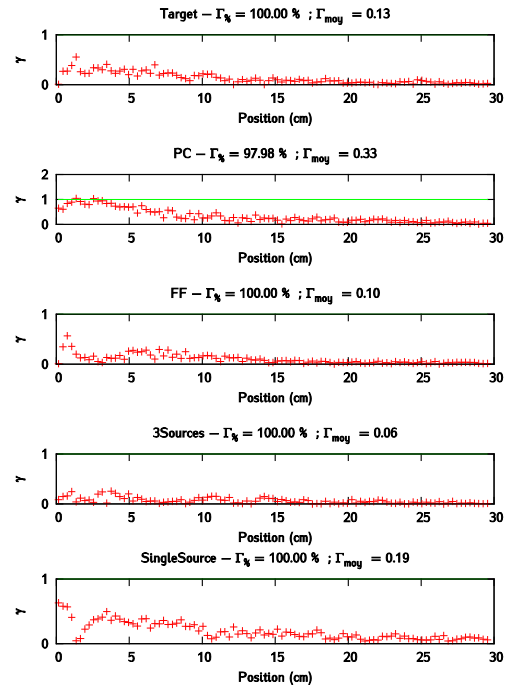 Target – Γ% = 100.00 % ; Γmoy = 0.13
1
γ
0
0 5 10 15 20 25 30
Position (cm)
PC – Γ% = 97.98 % ; Γmoy = 0.33
2
1
γ
0
0 5 10 15 20 25 30
Position (cm)
FF – Γ% = 100.00 % ; Γmoy = 0.10
1
γ
0
0 5 10 15 20 25 30
Position (cm)
3Sources – Γ% = 100.00 % ; Γmoy = 0.06
1
γ
0
0 5 10 15 20 25 30
Position (cm)
SingleSource – Γ% = 100.00 % ; Γmoy = 0.19
1
γ
0
0 5 10 15 20 25 30
Position (cm)